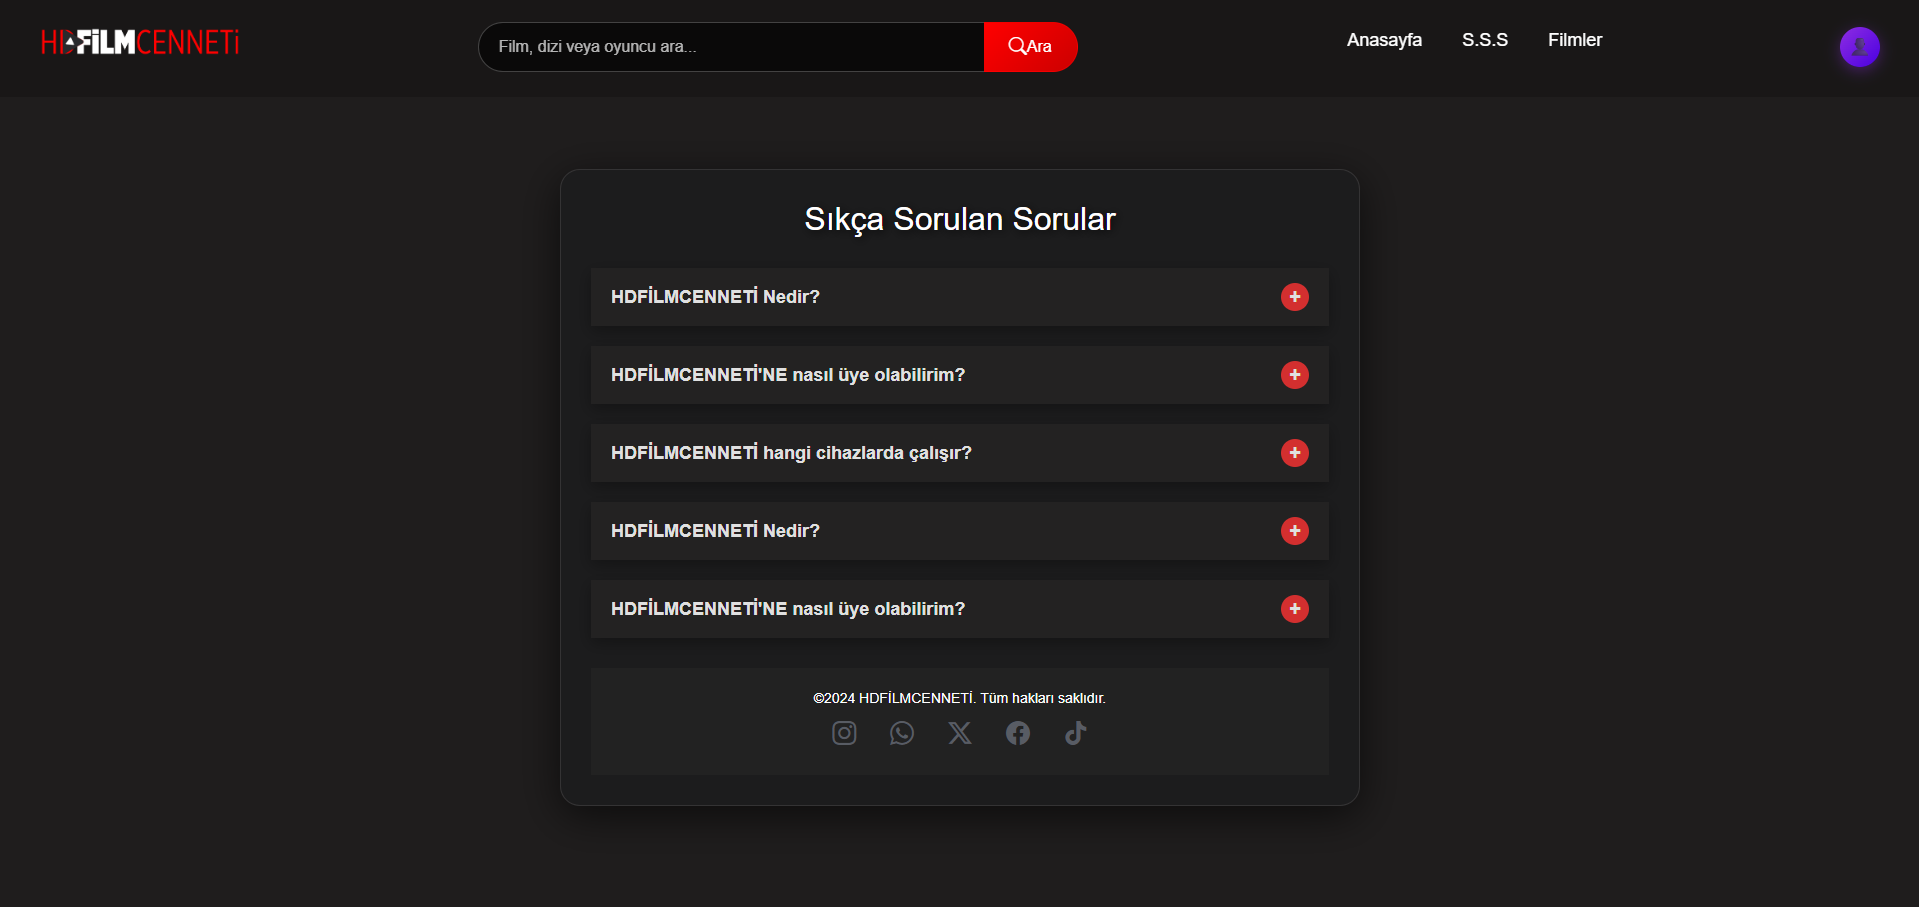 HDFİLMCENNETİ
Film, dizi veya oyuncu ara...
Ara
Anasayfa
S.S.S
Filmler
Sıkça Sorulan Sorular
HDFİLMCENNETİ Nedir?
HDFİLMCENNETİ'NE nasıl üye olabilirim?
HDFİLMCENNETİ hangi cihazlarda çalışır?
HDFİLMCENNETİ Nedir?
HDFİLMCENNETİ'NE nasıl üye olabilirim?
©2024 HDFİLMCENNETİ. Tüm hakları saklıdır.